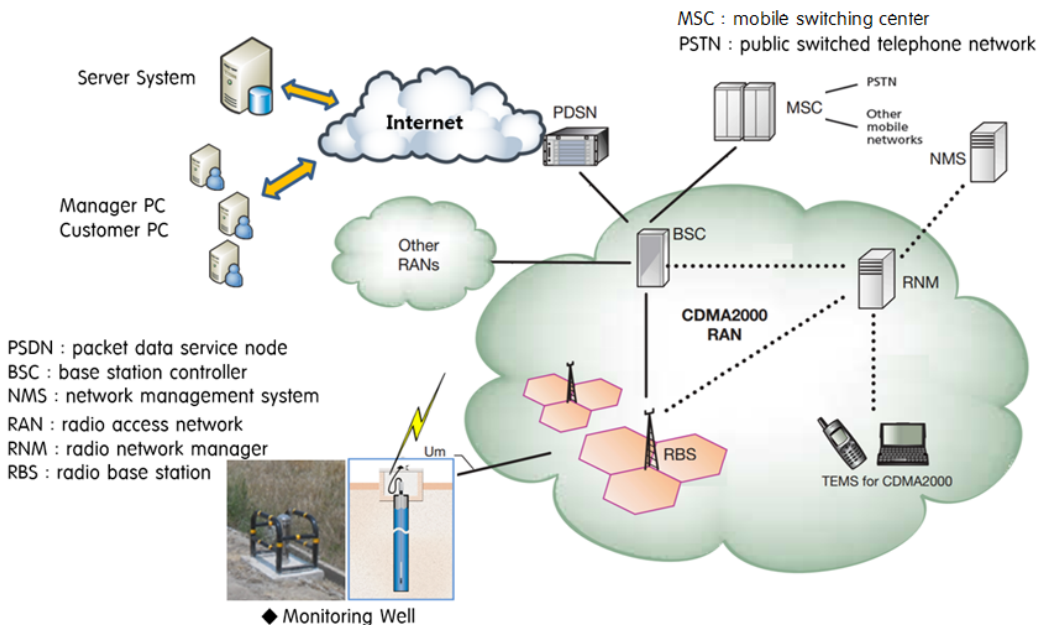 MSC : mobile switching center
PSTN : public switched telephone network
Server System
Internet
PDSN
MSC
PSTN
Other
mobile
networks
NMS
Manager PC
Customer PC
Other
RANs
BSC
RNM
CDMA2000
RAN
PSDN : packet data service node
BSC : base station controller
NMS : network management system
RAN : radio access network
RNM : radio network manager
RBS : radio base station
Um
RBS
TEMS for CDMA2000
◆ Monitoring Well